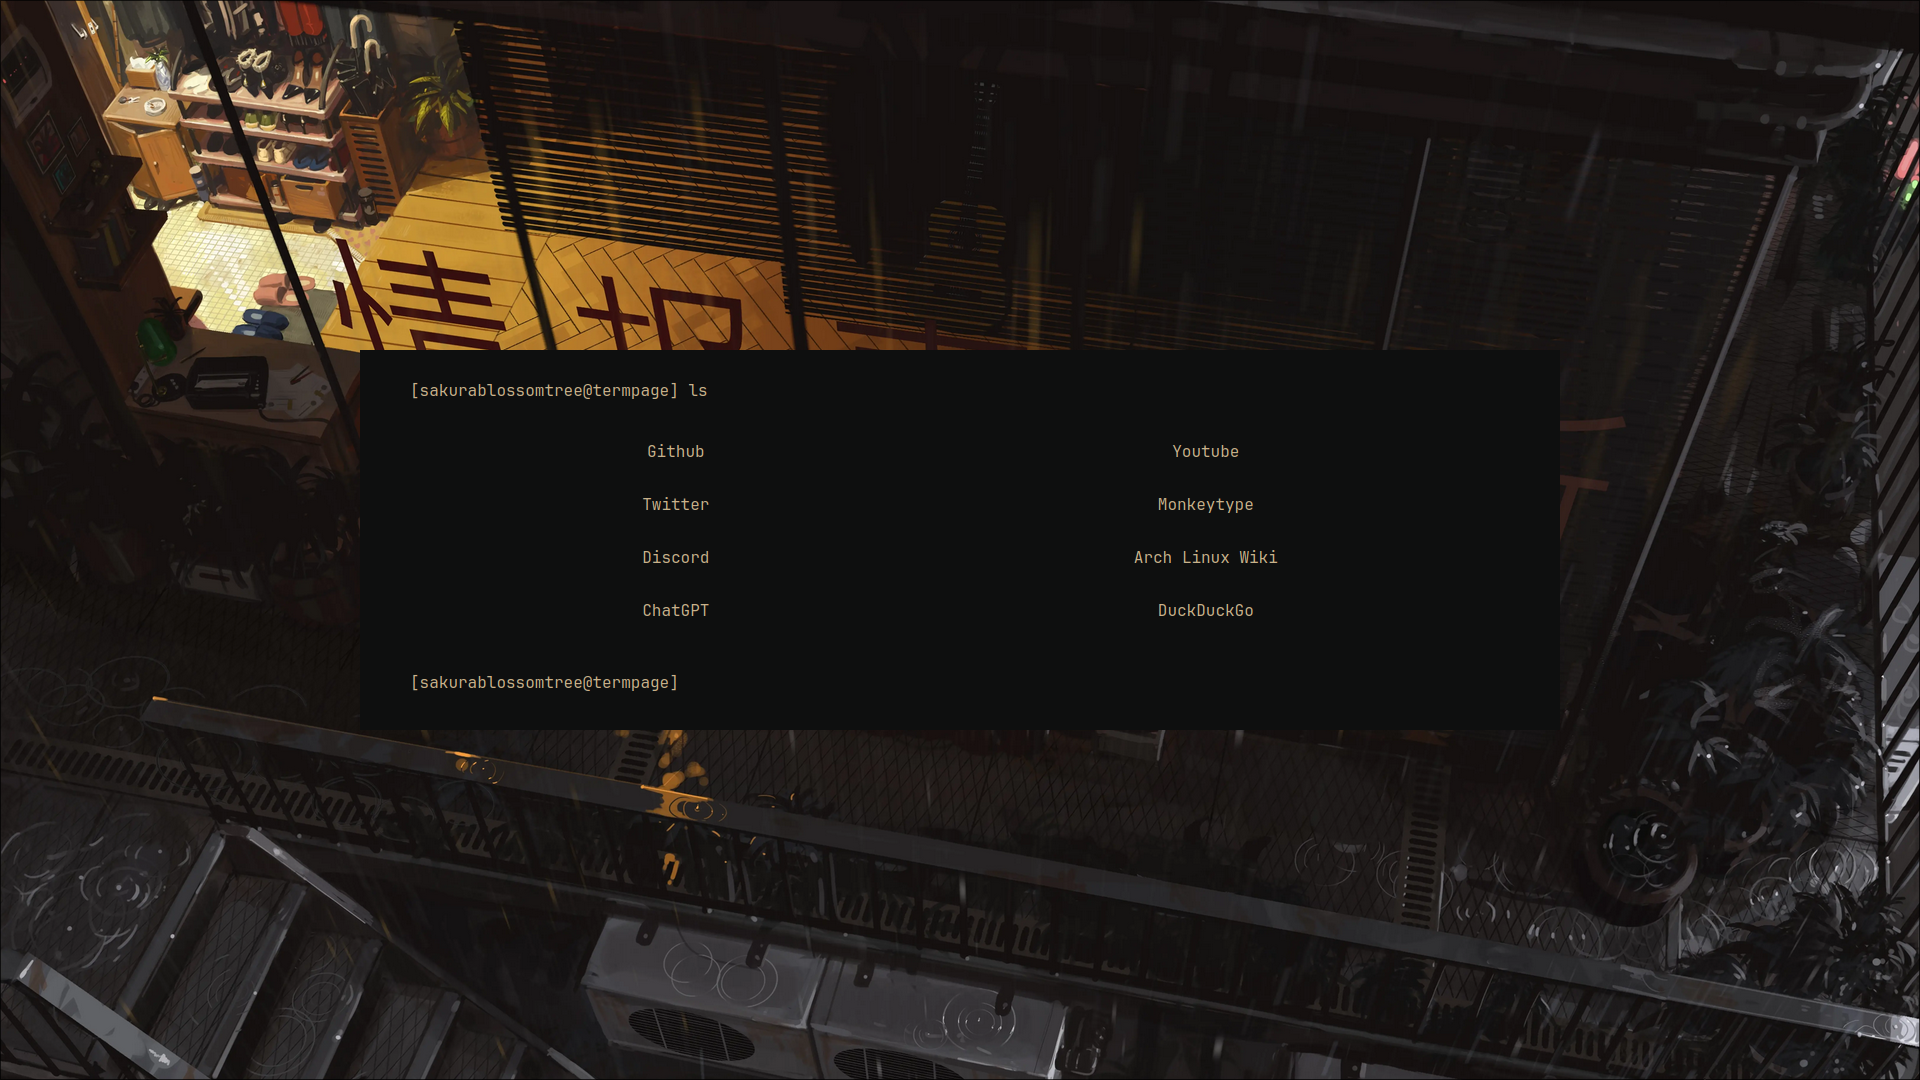 [sakurablossomtree@termpage] ls
Github Youtube
Twitter Monkeytype
Discord Arch Linux Wiki
ChatGPT DuckDuckGo
[sakurablossomtree@termpage]